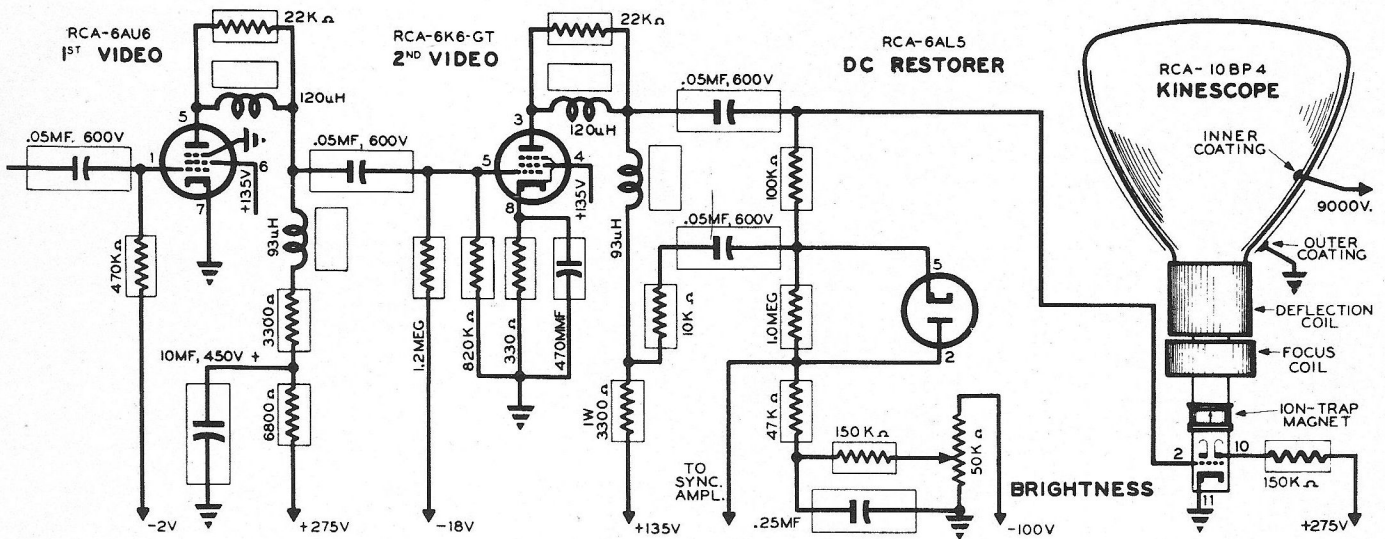 RCA-6AU6
1ST VIDEO
22K Ω
120uH
5
.05MF. 600V
1
6
+135V
7
470K Ω
93uH
3300 Ω
10MF, 450V +
6800 Ω
-2V
+275V
RCA-6K6-GT
2ND VIDEO
22K Ω
120uH
3
.05MF, 600V
5
4
+135V
8
93uH
1.2MEG
820K Ω
330 Ω
470MMF
-18V
1W
3300 Ω
+135V
RCA-6AL5
DC RESTORER
.05MF, 600V
100K Ω
.05MF, 600V
10K Ω
1.0MEG
5
2
47K Ω
150K Ω
50K Ω
TO
SYNC.
AMPL.
.25MF
BRIGHTNESS
-100V
RCA-10BP4
KINESCOPE
INNER
COATING
9000V.
OUTER
COATING
DEFLECTION
COIL
FOCUS
COIL
ION-TRAP
MAGNET
2
10
11
150K Ω
+275V